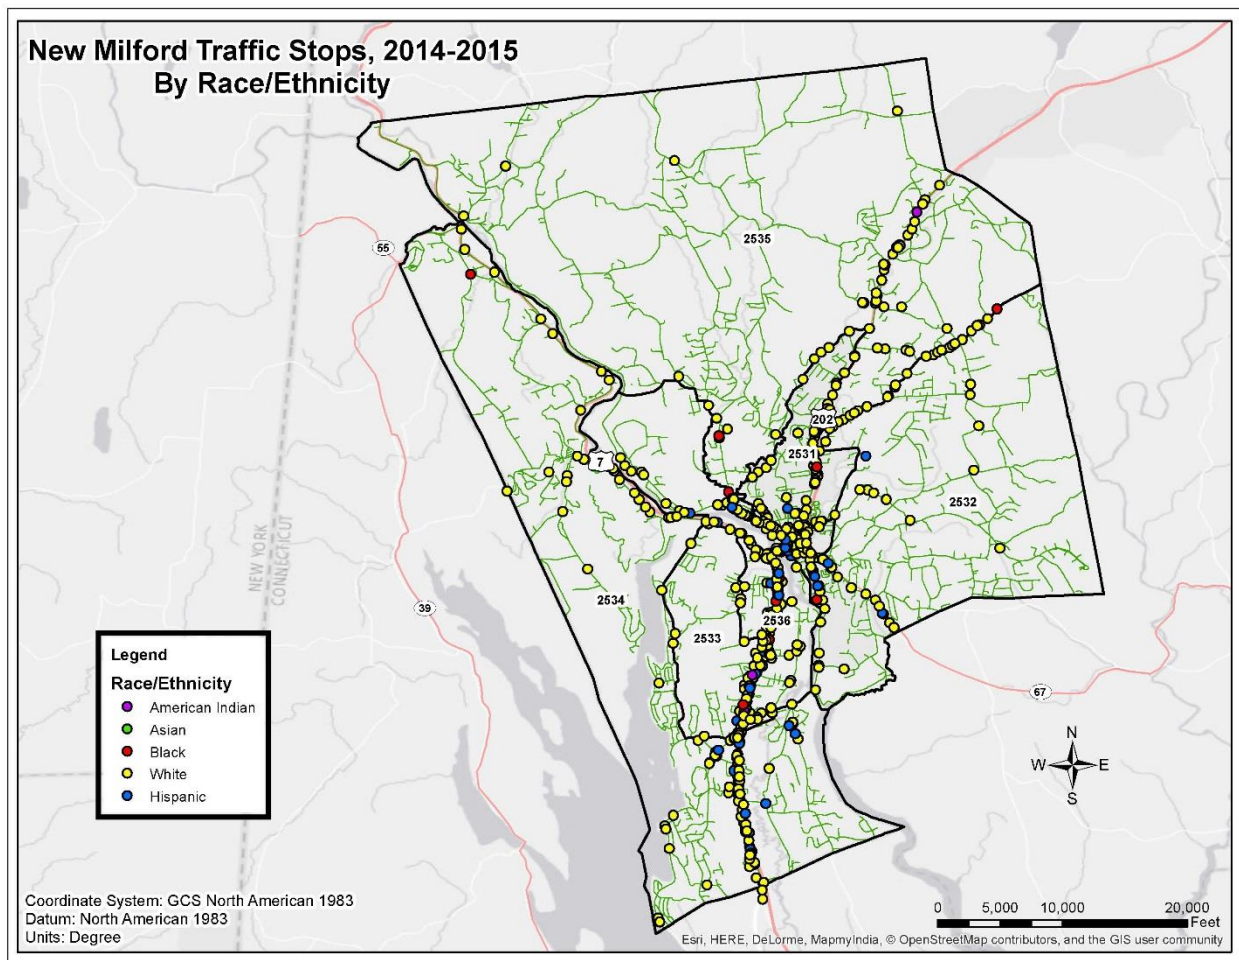 New Milford Traffic Stops, 2014-2015
By Race/Ethnicity
55
2535
202
2531
7
2532
NEW YORK
CONNECTICUT
2534
39
2536
2533
67
Legend
Race/Ethnicity
American Indian
Asian
Black
White
Hispanic
N
W E
S
Coordinate System: GCS North American 1983
Datum: North American 1983
Units: Degree
0 5,000 10,000 20,000
Feet
Esri, HERE, DeLorme, MapmyIndia, © OpenStreetMap contributors, and the GIS user community